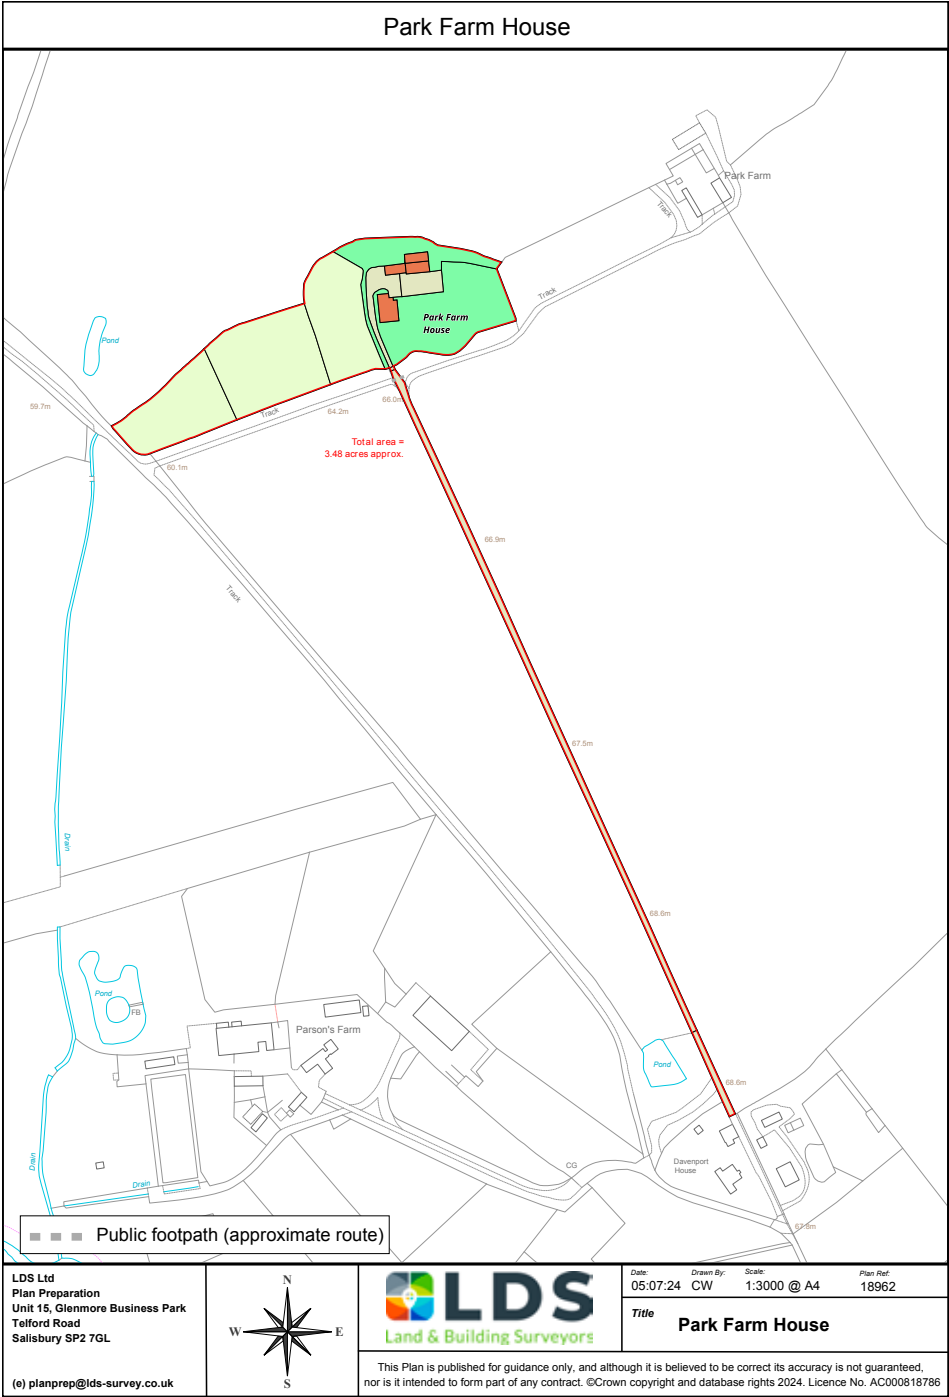 Park Farm House
Park Farm
Track
Track
Park Farm
House
Pond
59.7m
Track
64.2m
66.0m
Total area =
3.48 acres approx.
60.1m
66.9m
Track
67.5m
Drain
68.6m
Pond
FB
Parson's Farm
Pond
68.6m
Drain
Drain
CG
Davenport
House
67.8m
Public footpath (approximate route)
LDS Ltd
Plan Preparation
Unit 15, Glenmore Business Park
Telford Road
Salisbury SP2 7GL
(e) planprep@lds-survey.co.uk
N
W
E
S
LDS
Land & Building Surveyors
Date:
05:07:24
Drawn By:
CW
Scale:
1:3000 @ A4
Plan Ref:
18962
Title
Park Farm House
This Plan is published for guidance only, and although it is believed to be correct its accuracy is not guaranteed,
nor is it intended to form part of any contract. ©Crown copyright and database rights 2024. Licence No. AC000818786